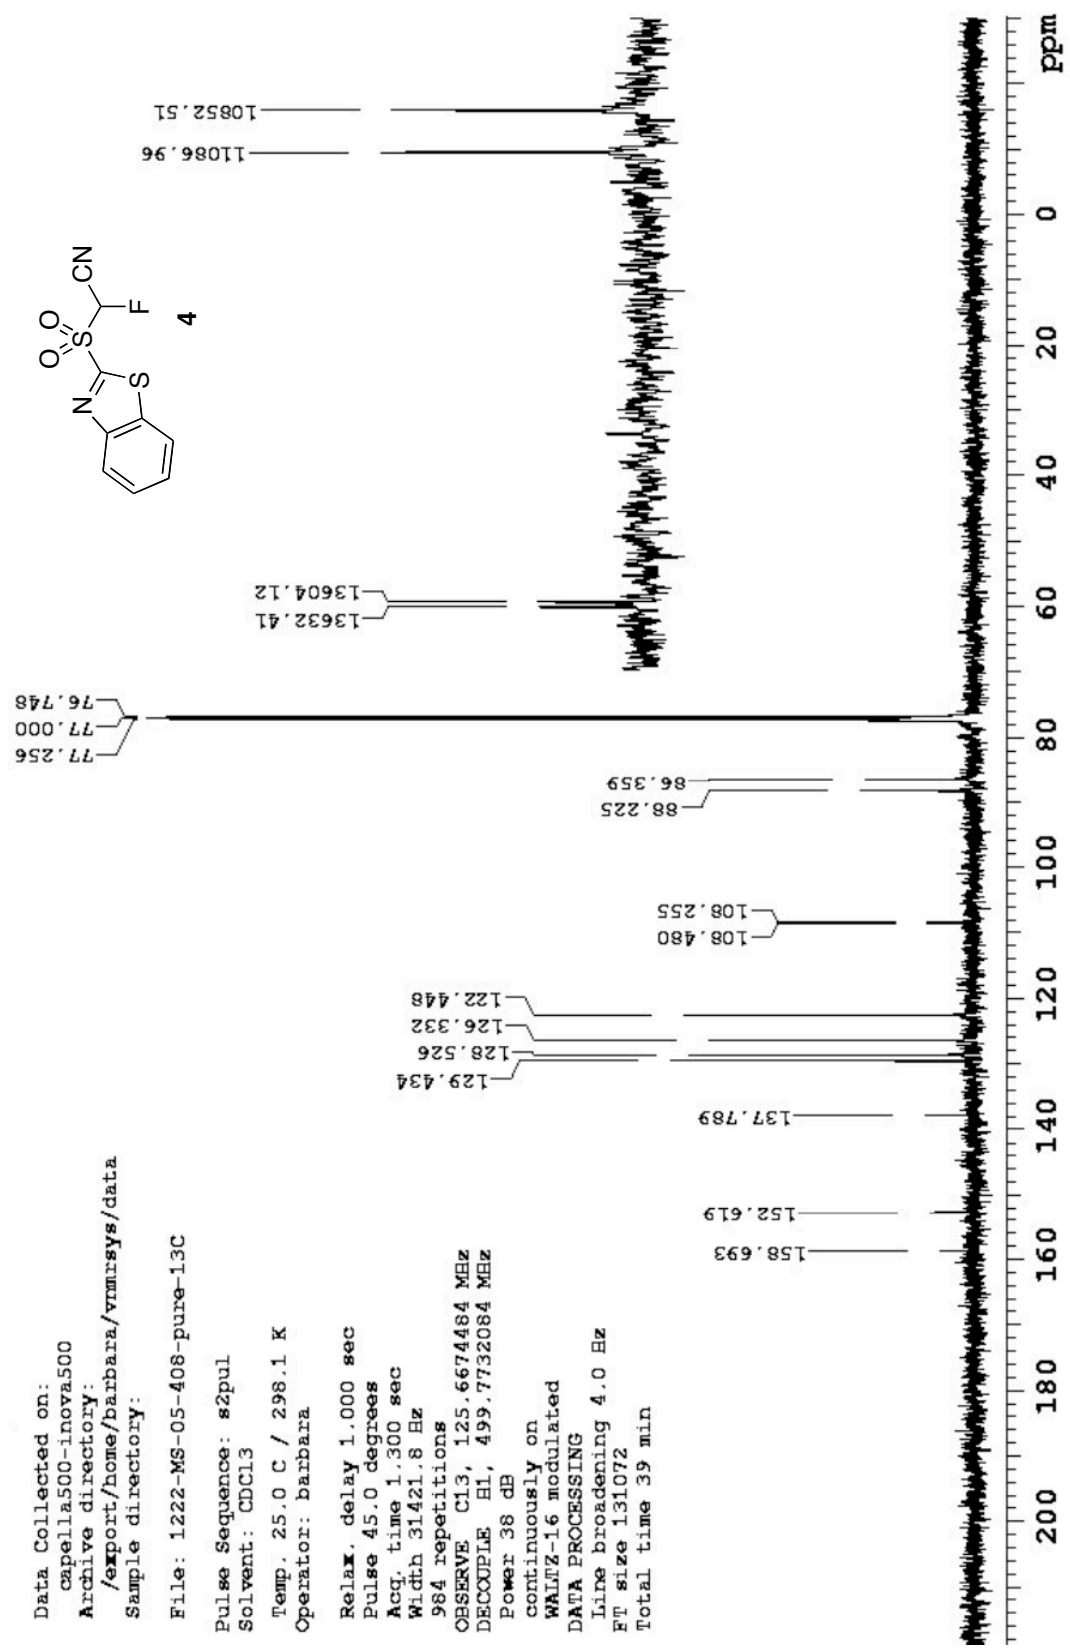 Data Collected on:
capella500-inova500
Archive directory:
/export/home/barbara/vnmrsys/data
Sample directory:
File: 1222-MS-05-408-pure-13C
Pulse Sequence: s2pul
Solvent: CDCl3
Temp. 25.0 C / 298.1 K
Operator: barbara
Relax. delay 1.000 sec
Pulse 45.0 degrees
Acq. time 1.300 sec
Width 31421.8 Hz
984 repetitions
OBSERVE C13, 125.6674484 MHz
DECOUPLE H1, 499.7732084 MHz
Power 38 dB
continuously on
WALTZ-16 modulated
DATA PROCESSING
Line broadening 4.0 Hz
FT size 131072
Total time 39 min
O O
S
CN
F
N
S
4
158.693
152.619
137.789
129.434
128.526
126.332
122.448
108.480
108.255
88.225
86.359
77.256
77.000
76.748
13632.41
13604.12
11086.96
10852.51
200 180 160 140 120 100 80 60 40 20 0 ppm